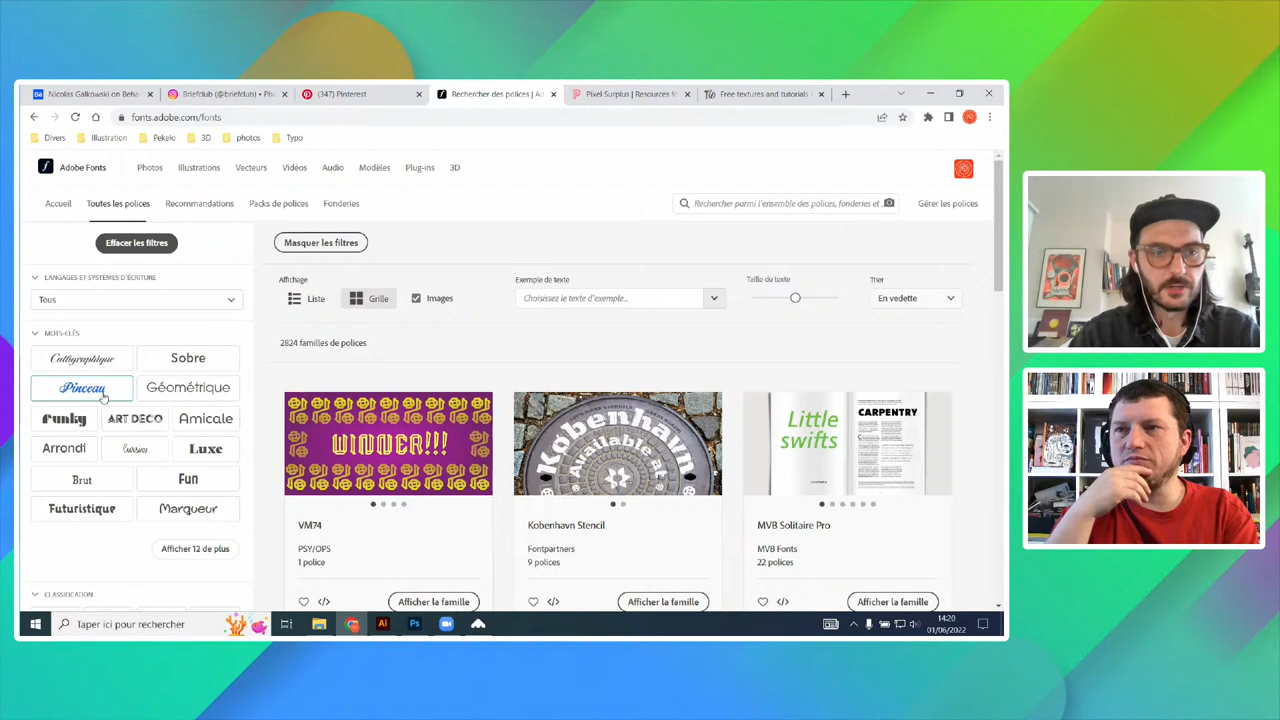 Nicolas Galkowski on Beha
Briefclub (@briefclub) • Pho
(347) Pinterest
Rechercher des polices | Ad
Pixel Surplus | Resources fo
Free textures and tutorials
fonts.adobe.com/fonts
Divers
Illustration
Pekelo
3D
photos
Typo
Adobe Fonts
Photos
Illustrations
Vecteurs
Vidéos
Audio
Modèles
Plug-ins
3D
Accueil
Toutes les polices
Recommandations
Packs de polices
Fonderies
Rechercher parmi l'ensemble des polices, fonderies et
Gérer les polices
Effacer les filtres
Masquer les filtres
LANGAGES ET SYSTÈMES D'ÉCRITURE
Tous
MOTS-CLÉS
Calligraphique
Sobre
Pinceau
Géométrique
funky
ART DECO
Amicale
Arrondi
Cursives
Luxe
Brut
Fun
Futuristique
Marqueur
Afficher 12 de plus
CLASSIFICATION
Affichage
Liste
Grille
Images
Exemple de texte
Choisissez le texte d'exemple...
Taille du texte
Trier
En vedette
2824 familles de polices
WINNER!!!
København
Available at
Little
swifts
CARPENTRY
VM74
PSY/OPS
1 police
Afficher la famille
Kobenhavn Stencil
Fontpartners
9 polices
Afficher la famille
MVB Solitaire Pro
MVB Fonts
22 polices
Afficher la famille
Taper ici pour rechercher
Ai
Ps
14:20
01/06/2022